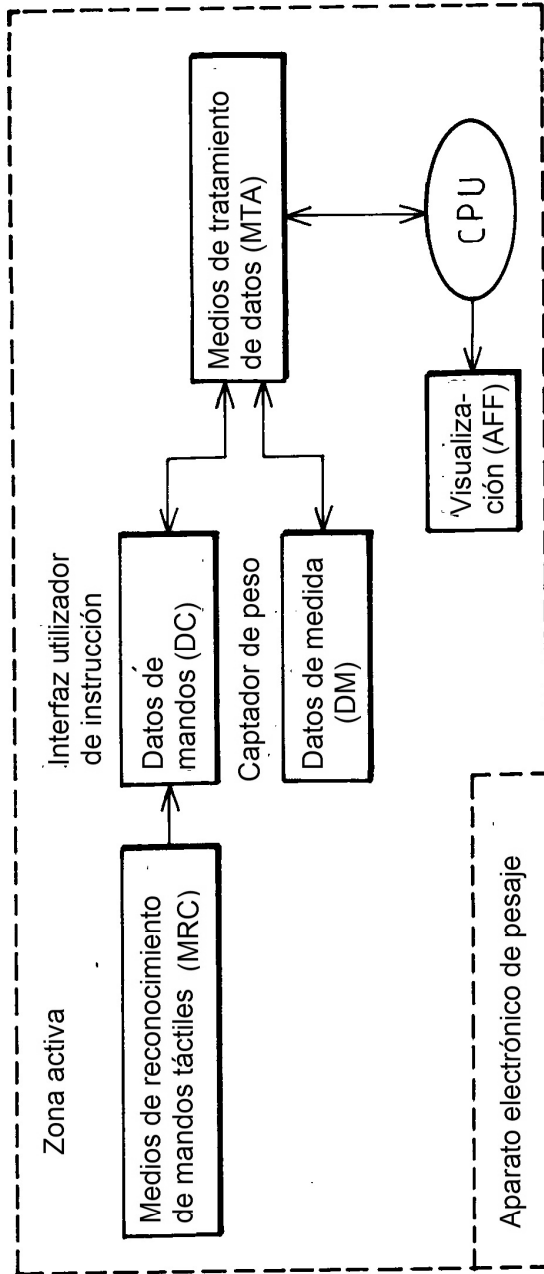 Zona activa
Medios de reconocimiento
de mandos táctiles (MRC)
Interfaz utilizador
de instrucción
Datos de
mandos (DC)
Captador de peso
Datos de medida
(DM)
Medios de tratamiento
de datos (MTA)
CPU
Visualiza-
ción (AFF)
Aparato electrónico de pesaje